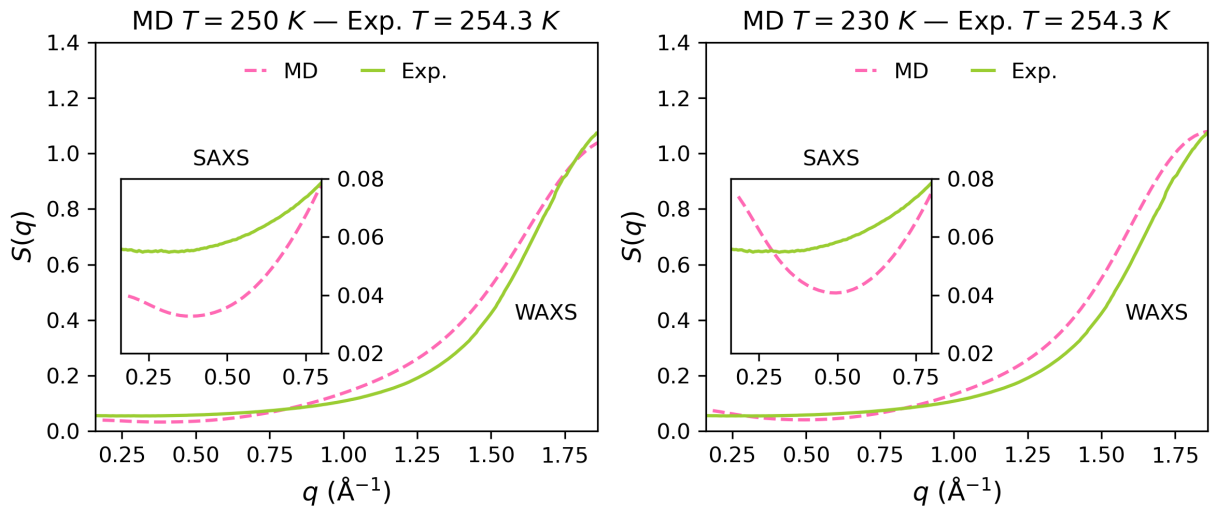 MD T = 250 K — Exp. T = 254.3 K
1.4
1.2
1.0
0.8
0.6
0.4
0.2
0.0
S(q)
MD
Exp.
SAXS
0.08
0.06
0.04
0.02
0.25 0.50 0.75
WAXS
0.25 0.50 0.75 1.00 1.25 1.50 1.75
q (Å⁻¹)
MD T = 230 K — Exp. T = 254.3 K
1.4
1.2
1.0
0.8
0.6
0.4
0.2
0.0
S(q)
MD
Exp.
SAXS
0.08
0.06
0.04
0.02
0.25 0.50 0.75
WAXS
0.25 0.50 0.75 1.00 1.25 1.50 1.75
q (Å⁻¹)